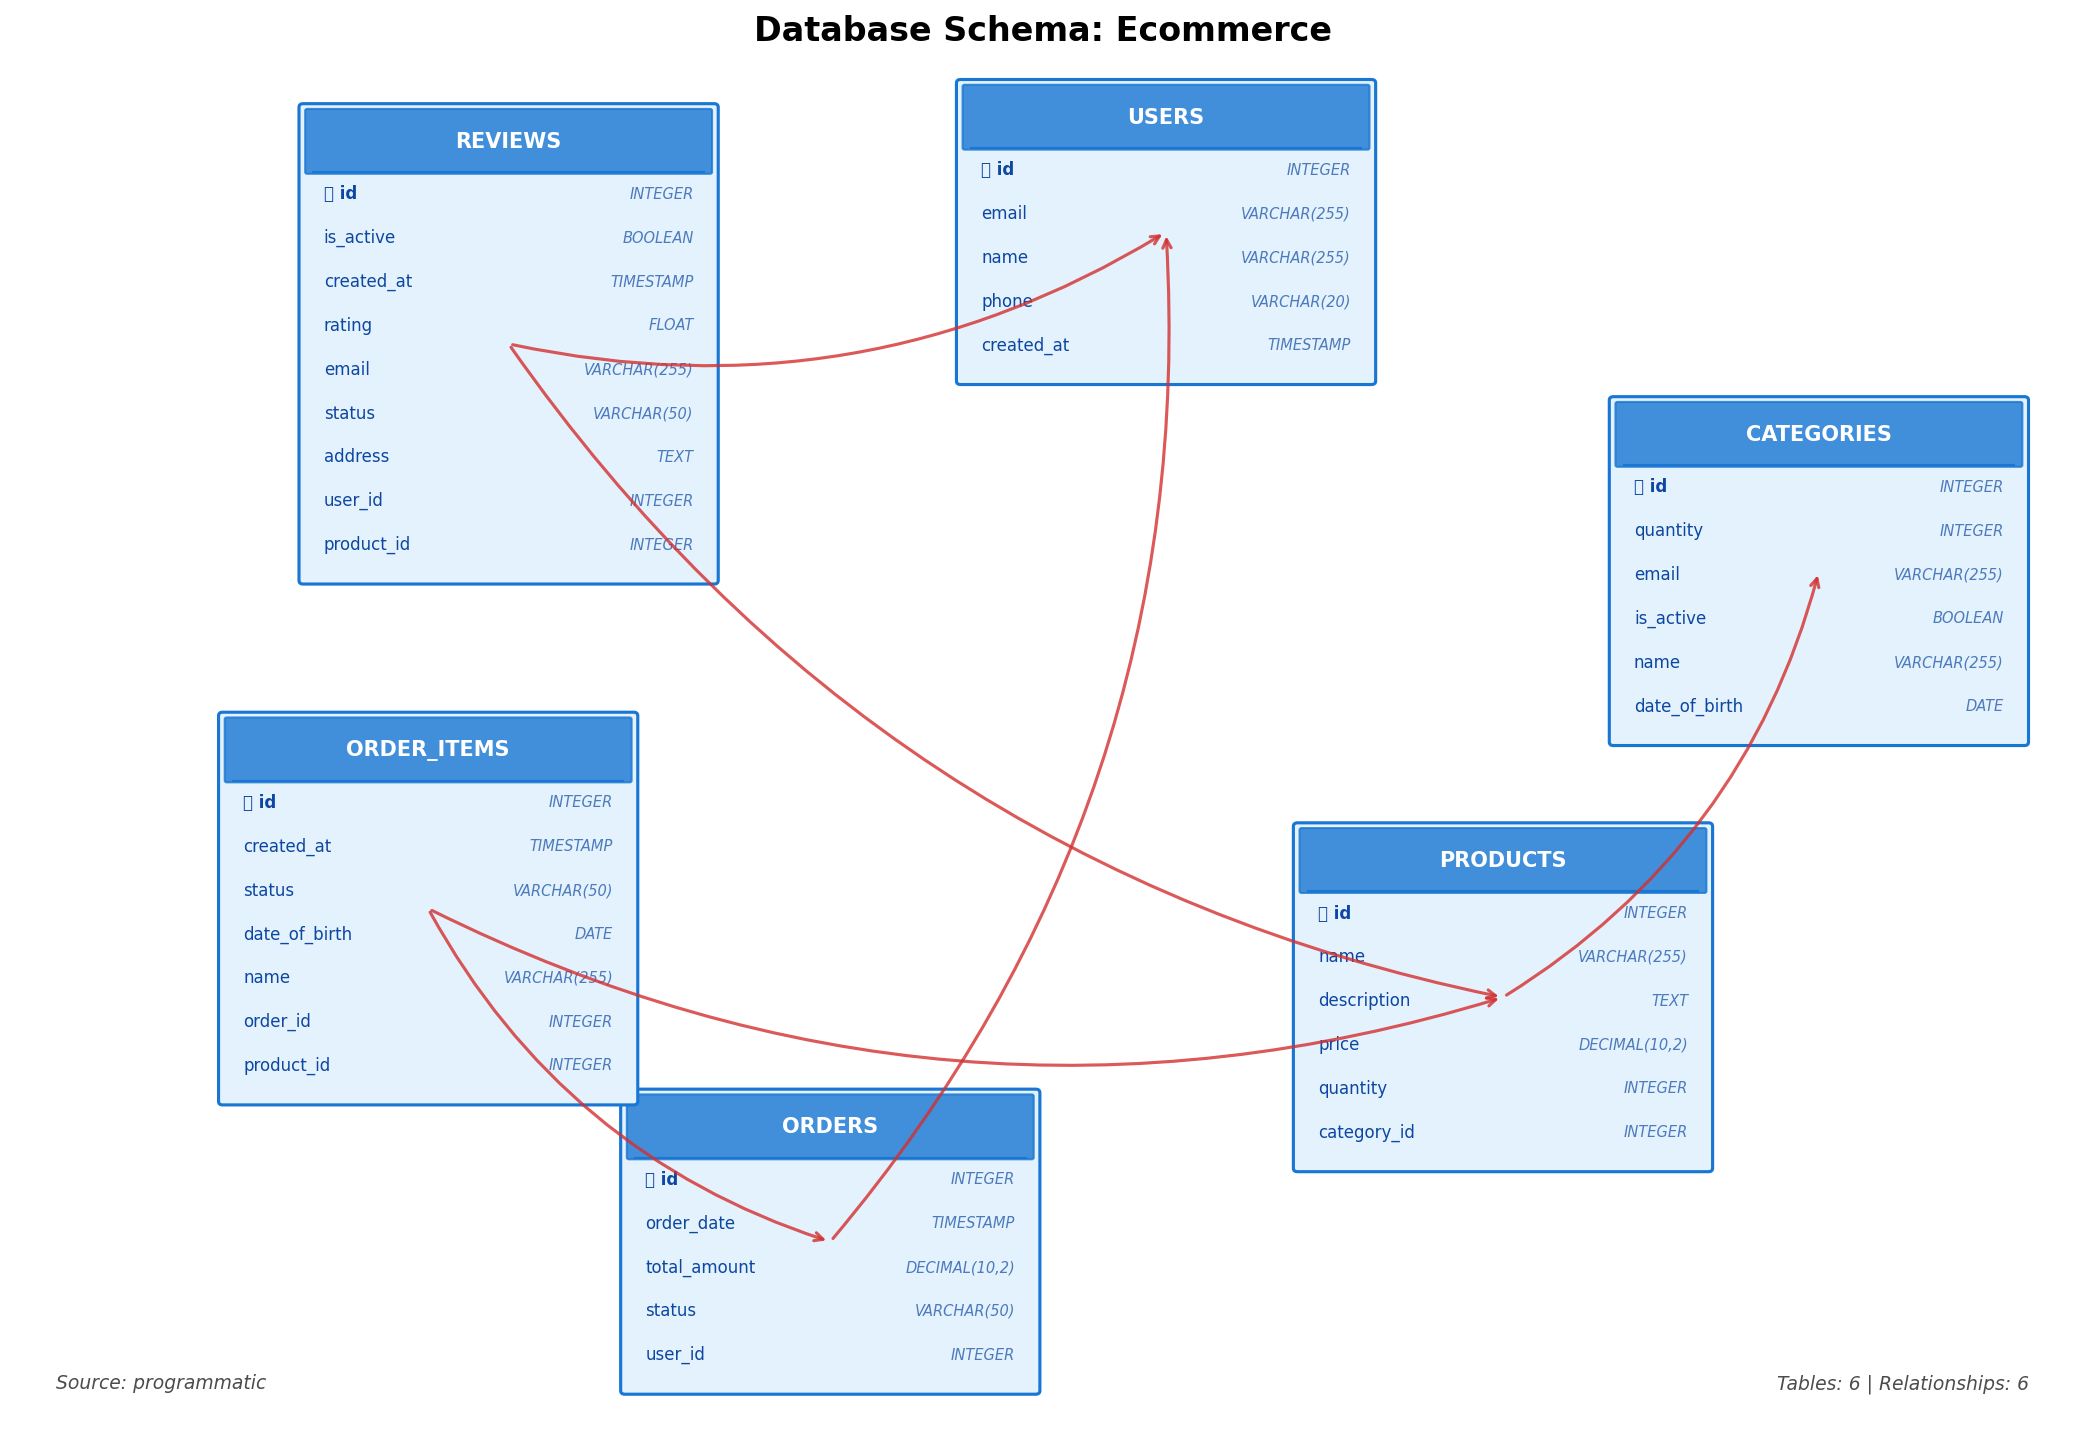 Database Schema: Ecommerce
REVIEWS
id INTEGER
is_active BOOLEAN
created_at TIMESTAMP
rating FLOAT
email VARCHAR(255)
status VARCHAR(50)
address TEXT
user_id INTEGER
product_id INTEGER
USERS
id INTEGER
email VARCHAR(255)
name VARCHAR(255)
phone VARCHAR(20)
created_at TIMESTAMP
CATEGORIES
id INTEGER
quantity INTEGER
email VARCHAR(255)
is_active BOOLEAN
name VARCHAR(255)
date_of_birth DATE
ORDER_ITEMS
id INTEGER
created_at TIMESTAMP
status VARCHAR(50)
date_of_birth DATE
name VARCHAR(255)
order_id INTEGER
product_id INTEGER
PRODUCTS
id INTEGER
name VARCHAR(255)
description TEXT
price DECIMAL(10,2)
quantity INTEGER
category_id INTEGER
ORDERS
id INTEGER
order_date TIMESTAMP
total_amount DECIMAL(10,2)
status VARCHAR(50)
user_id INTEGER
Source: programmatic
Tables: 6 | Relationships: 6